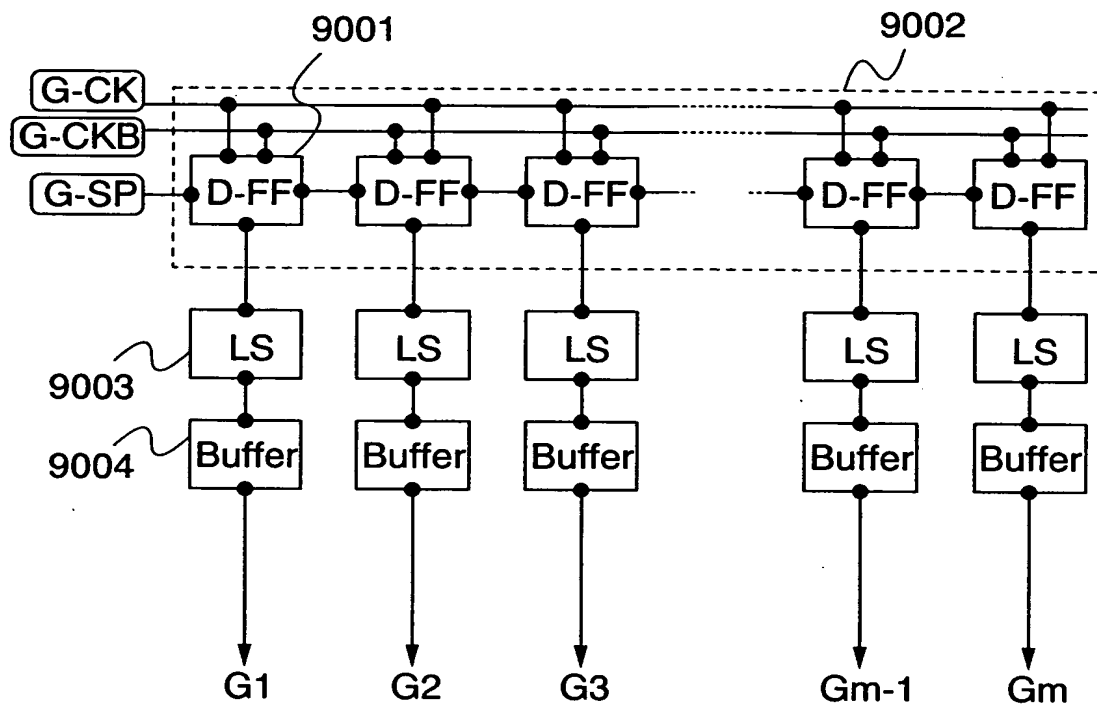 9001
9002
G-CK
G-CKB
G-SP
D-FF D-FF D-FF D-FF D-FF
LS LS LS LS LS
9003
Buffer Buffer Buffer Buffer Buffer
9004
G1 G2 G3 Gm-1 Gm